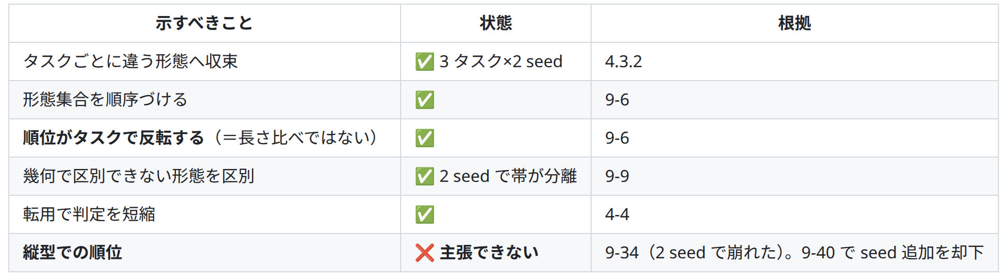 示すべきこと 状態 根拠
タスクごとに違う形態へ収束 ✅ 3 タスク×2 seed 4.3.2
形態集合を順序づける ✅ 9-6
順位がタスクで反転する（＝長さ比べではない） ✅ 9-6
幾何で区別できない形態を区別 ✅ 2 seed で帯が分離 9-9
転用で判定を短縮 ✅ 4-4
縦型での順位 ❌ 主張できない 9-34（2 seed で崩れた）。9-40 で seed 追加を却下